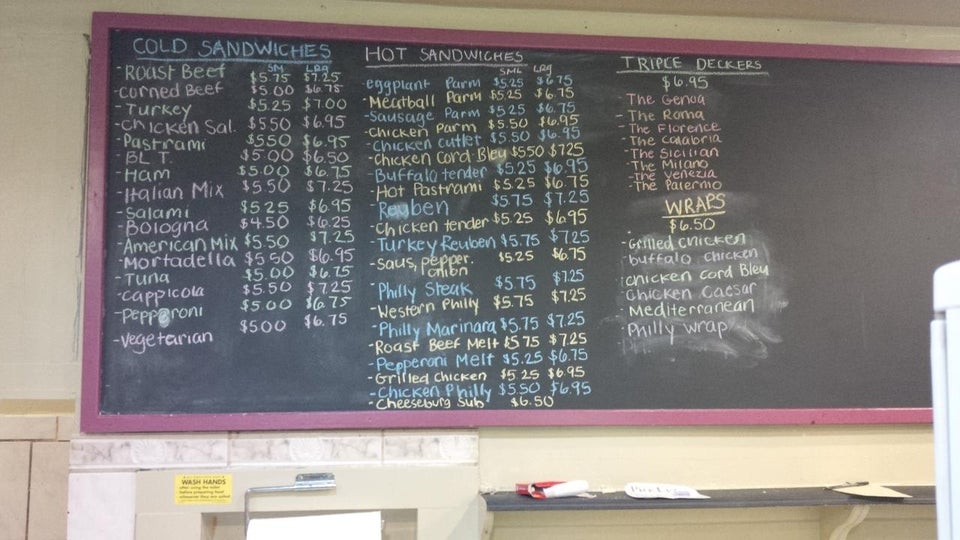 COLD SANDWICHES
SM LRG
-Roast Beef $5.75 $7.25
-corned Beef $5.00 $6.75
-Turkey $5.25 $7.00
-Chicken Sal. $5.50 $6.95
-Pastrami $5.50 $6.95
-BLT. $5.00 $6.50
-Ham $5.00 $6.75
-Italian Mix $5.50 $7.25
-Salami $5.25 $6.95
-Bologna $4.50 $6.25
-American Mix $5.50 $7.25
-Mortadella $5.50 $6.95
-Tuna $5.00 $6.75
-cappicola $5.50 $7.25
-Pepperoni $5.00 $6.75
-Vegetarian $5.00 $6.75
HOT SANDWICHES
SML LRG
-eggplant Parm $5.25 $6.75
-Meatball Parm $5.25 $6.75
-Sausage Parm $5.25 $6.75
-Chicken Parm $5.50 $6.95
-Chicken cutlet $5.50 $6.95
-Chicken Cord Bleu $5.50 $7.25
-Buffalo tender $5.25 $6.95
-Hot Pastrami $5.25 $6.75
-Reuben $5.75 $7.25
-Chicken tender $5.25 $6.95
-Turkey Reuben $5.75 $7.25
-Saus, pepper. $5.25 $6.75
onion
-Philly Steak $5.75 $7.25
-Western Philly $5.75 $7.25
-Philly Marinara $5.75 $7.25
-Roast Beef Melt $5.75 $7.25
-Pepperoni Melt $5.25 $6.75
-Grilled Chicken $5.25 $6.95
-Chicken Philly $5.50 $6.95
-Cheeseburg Sub $6.50
TRIPLE DECKERS
$6.95
-The Genoa
-The Roma
-The Florence
-The Calabria
-The Sicilian
-The Milano
-The Venezia
-The Palermo
WRAPS
$6.50
-Grilled chicken
-buffalo chicken
-chicken cord Bleu
-Chicken Caesar
-Mediterranean
-Philly wrap
WASH HANDS
after using the toilet
before preparing food